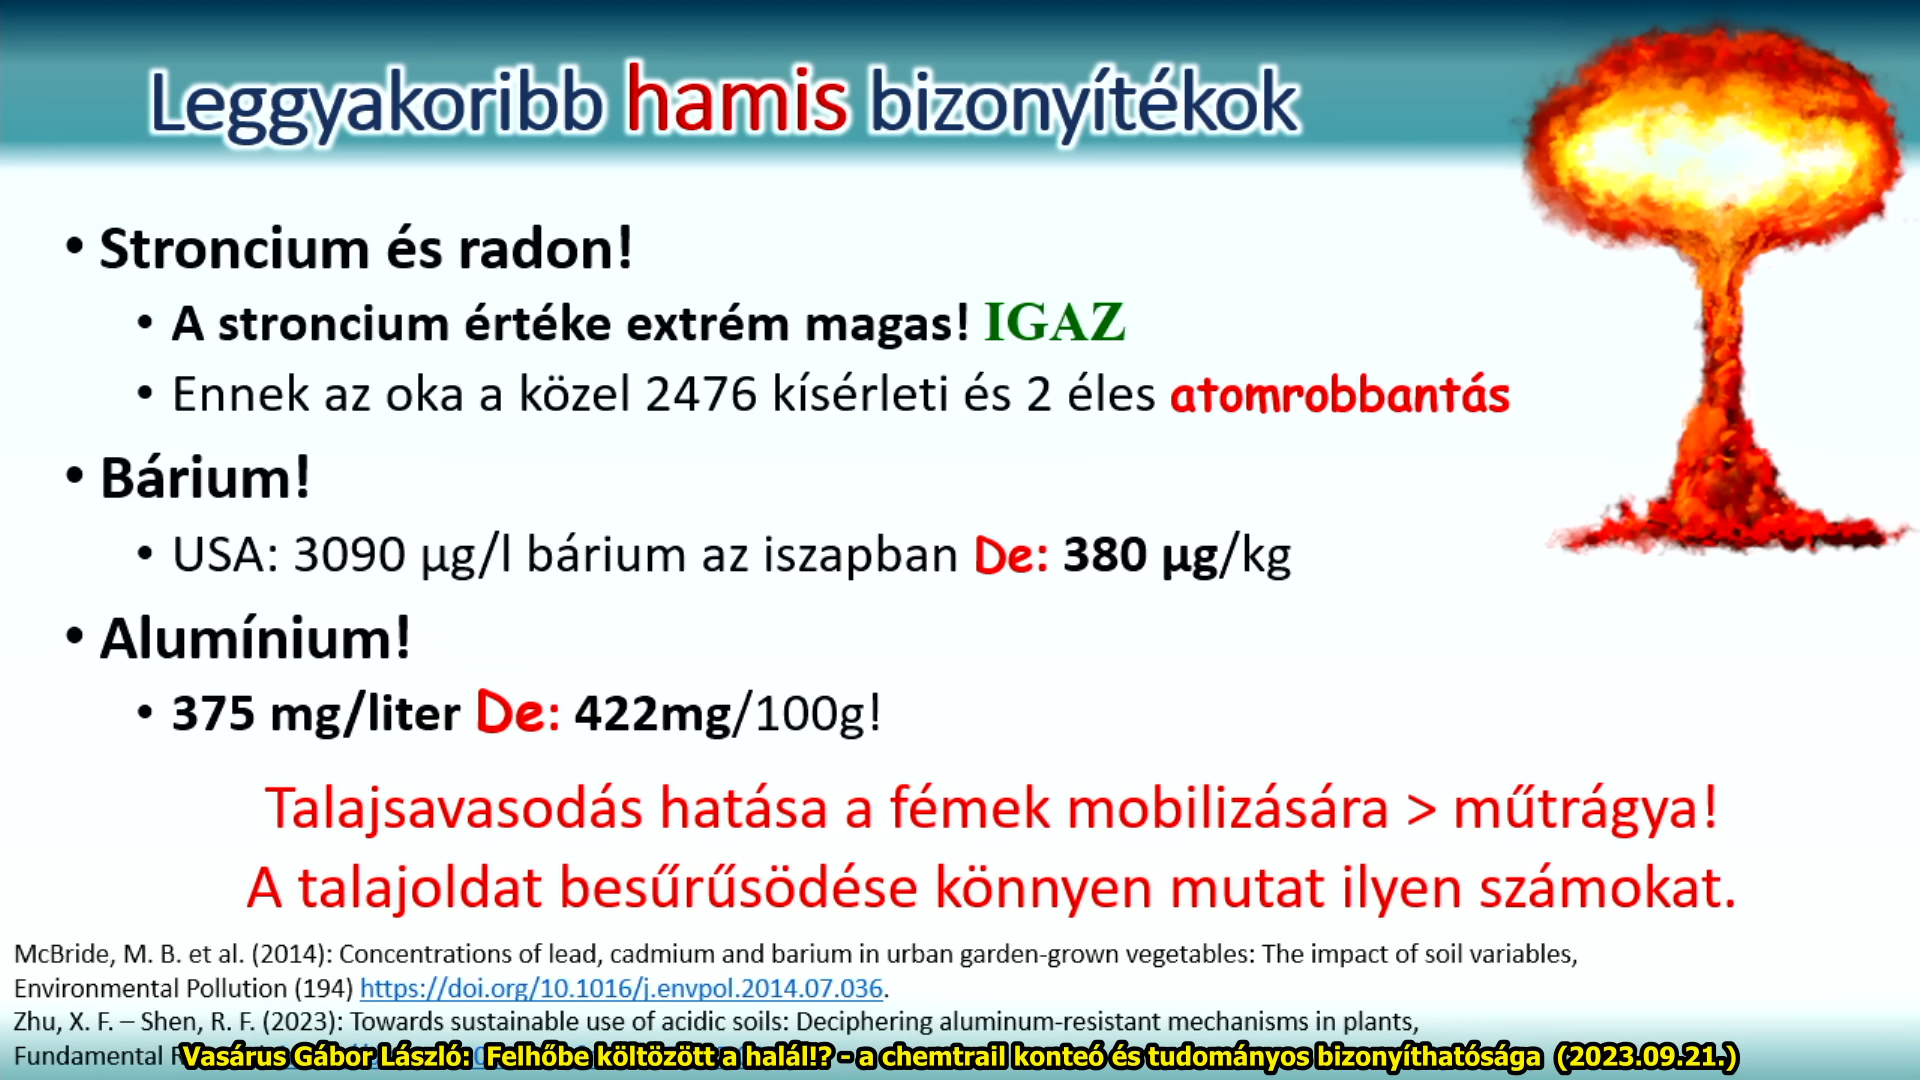 Leggyakoribb hamis bizonyítékok
• Stroncium és radon!
• A stroncium értéke extrém magas! IGAZ
• Ennek az oka a közel 2476 kísérleti és 2 éles atomrobbantás
• Bárium!
• USA: 3090 µg/l bárium az iszapban De: 380 µg/kg
• Alumínium!
• 375 mg/liter De: 422mg/100g!
Talajsavasodás hatása a fémek mobilizására > műtrágya!
A talajoldat besűrűsödése könnyen mutat ilyen számokat.
McBride, M. B. et al. (2014): Concentrations of lead, cadmium and barium in urban garden-grown vegetables: The impact of soil variables,
Environmental Pollution (194) https://doi.org/10.1016/j.envpol.2014.07.036.
Zhu, X. F. – Shen, R. F. (2023): Towards sustainable use of acidic soils: Deciphering aluminum-resistant mechanisms in plants,
Fundamental
Vasárus Gábor László: Felhőbe költözött a halál!? - a chemtrail konteó és tudományos bizonyíthatósága (2023.09.21.)